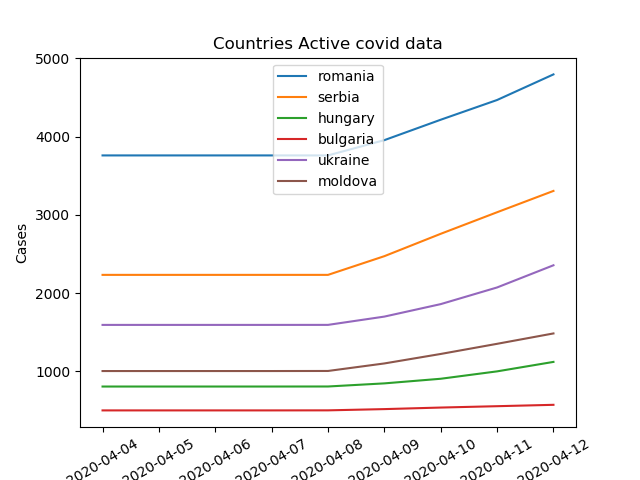 Countries Active covid data
5000
4000
3000
2000
1000
Cases
romania
serbia
hungary
bulgaria
ukraine
moldova
2020-04-04
2020-04-05
2020-04-06
2020-04-07
2020-04-08
2020-04-09
2020-04-10
2020-04-11
2020-04-12